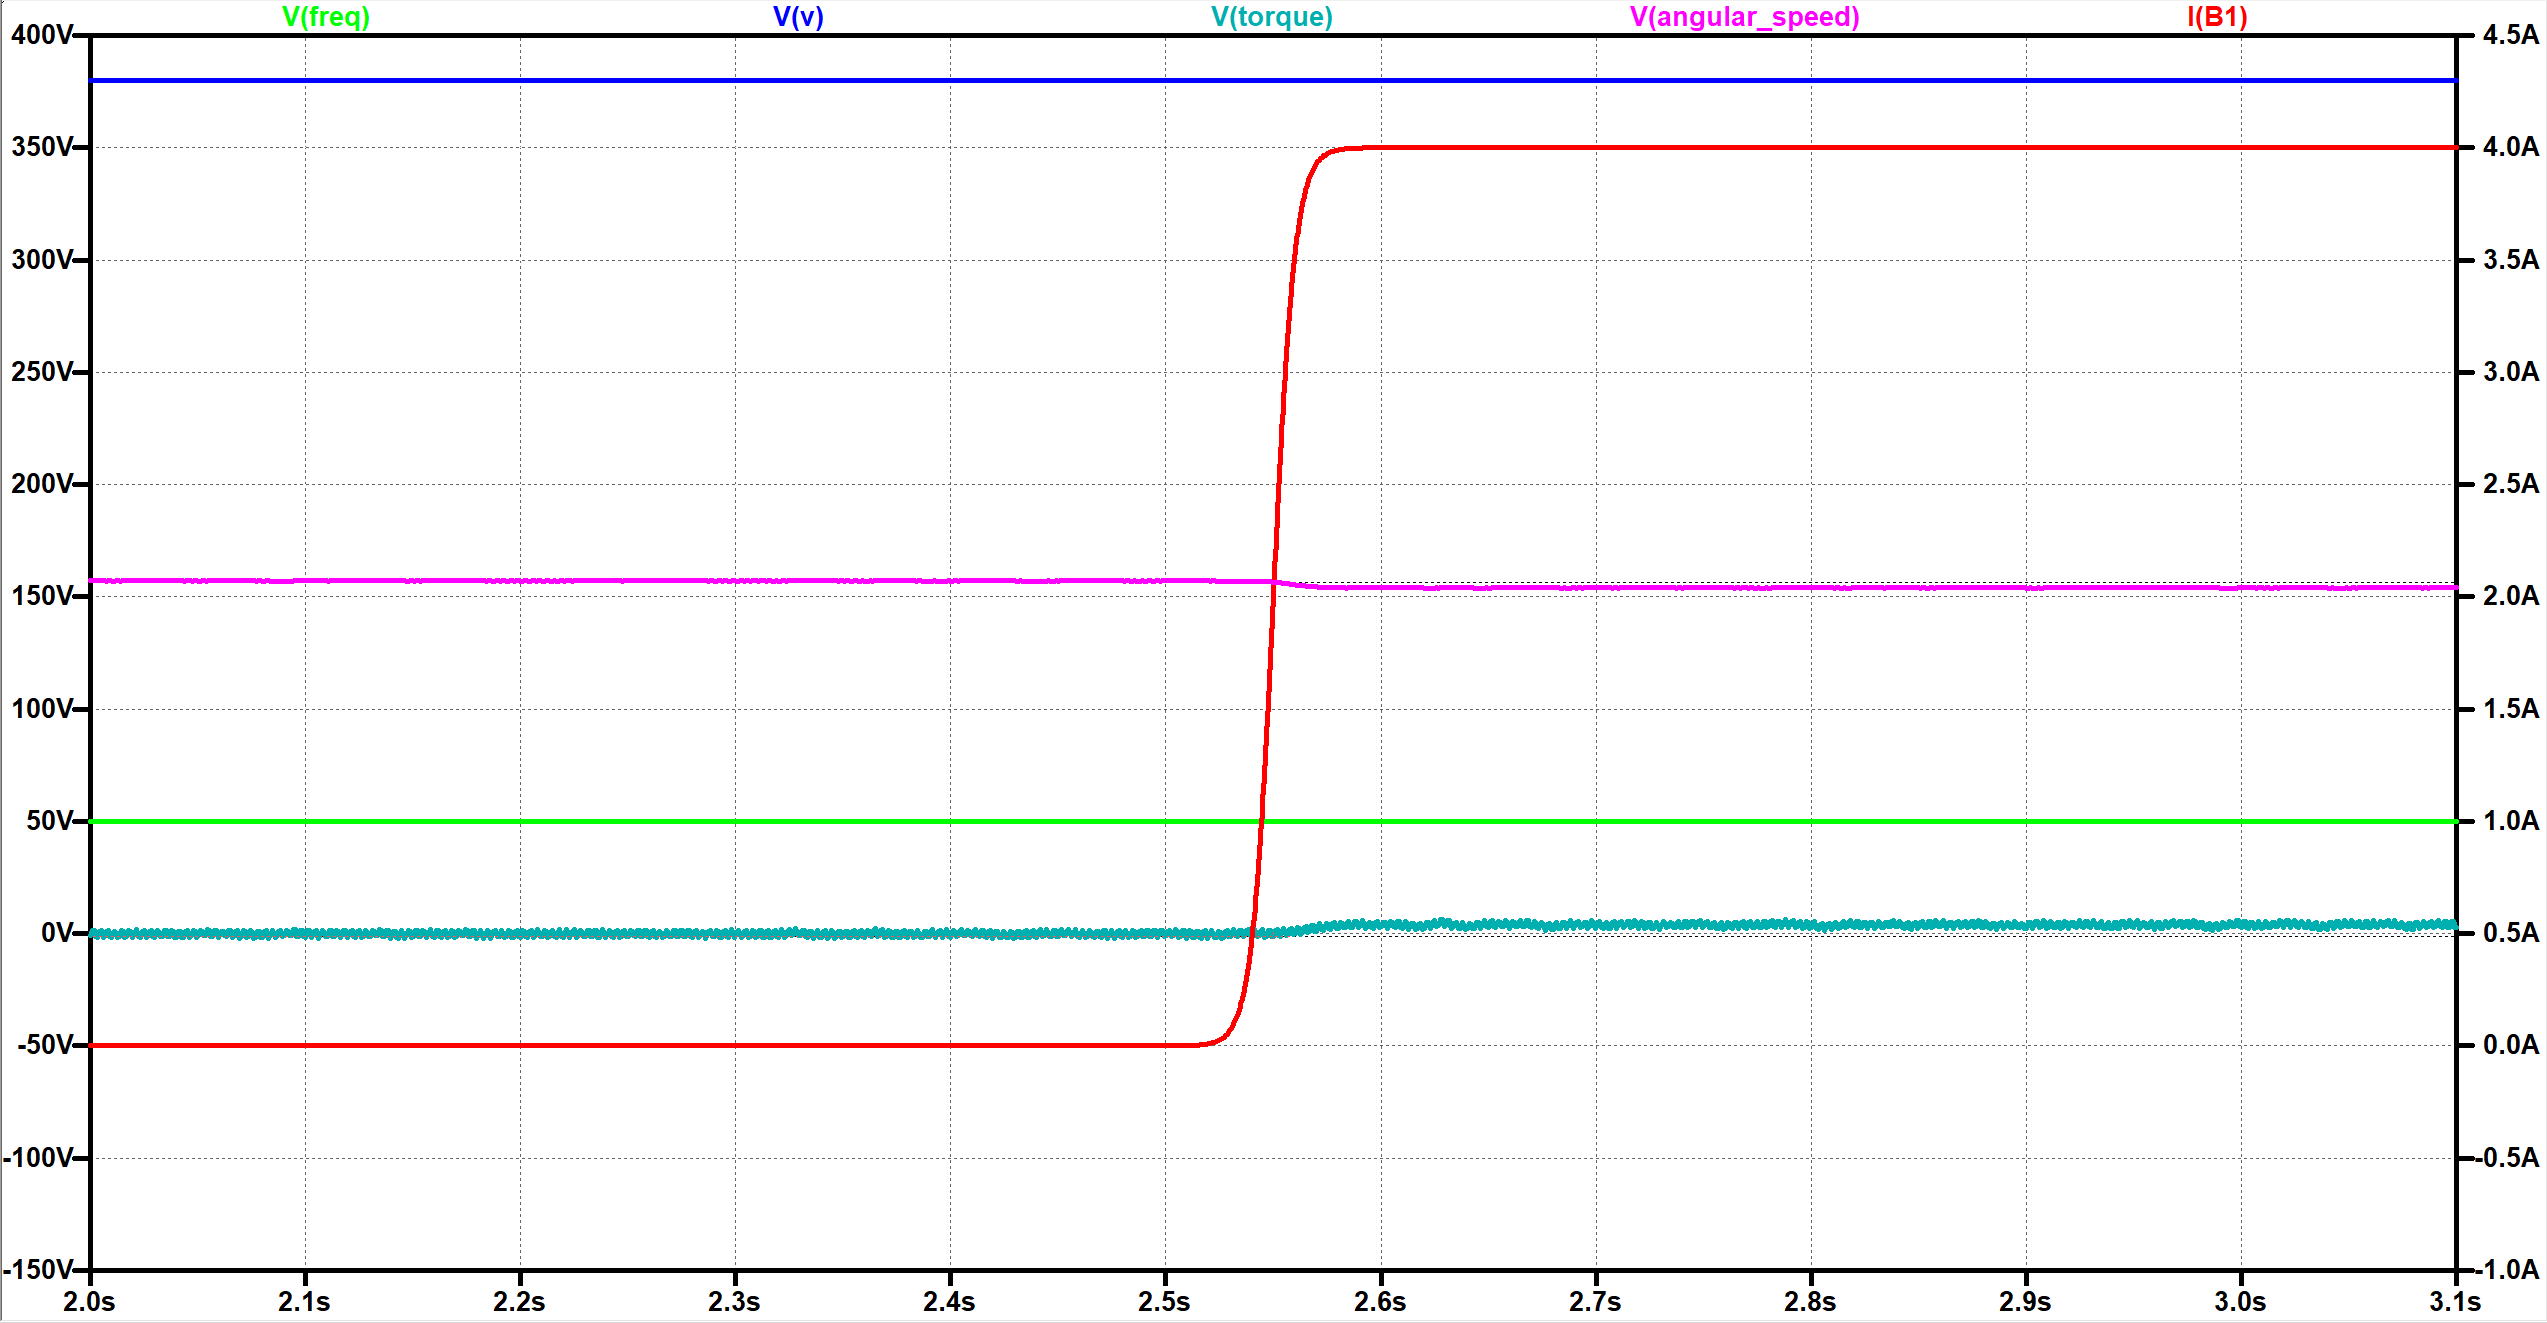 V(freq) V(v) V(torque) V(angular_speed) I(B1)
400V 4.5A
350V 4.0A
300V 3.5A
250V 3.0A
200V 2.5A
150V 2.0A
100V 1.5A
50V 1.0A
0V 0.5A
-50V 0.0A
-100V -0.5A
-150V -1.0A
2.0s 2.1s 2.2s 2.3s 2.4s 2.5s 2.6s 2.7s 2.8s 2.9s 3.0s 3.1s